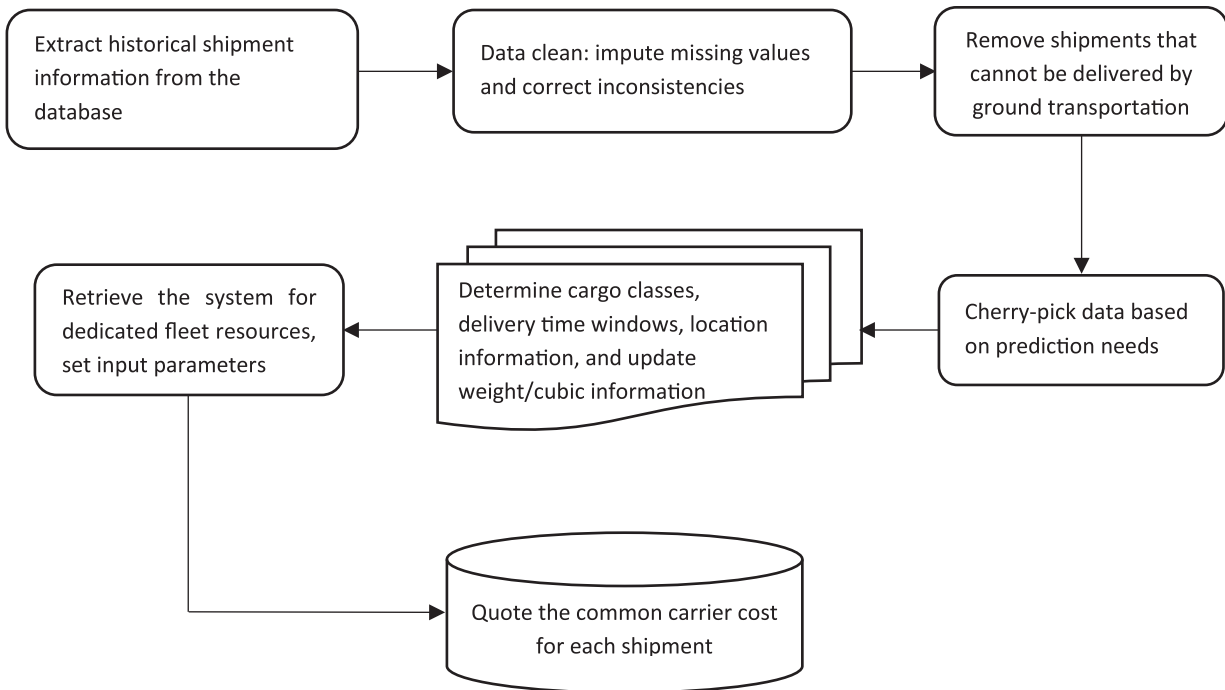 Extract historical shipment
information from the
database
Data clean: impute missing values
and correct inconsistencies
Remove shipments that
cannot be delivered by
ground transportation
Cherry-pick data based
on prediction needs
Determine cargo classes,
delivery time windows, location
information, and update
weight/cubic information
Retrieve the system for
dedicated fleet resources,
set input parameters
Quote the common carrier cost
for each shipment